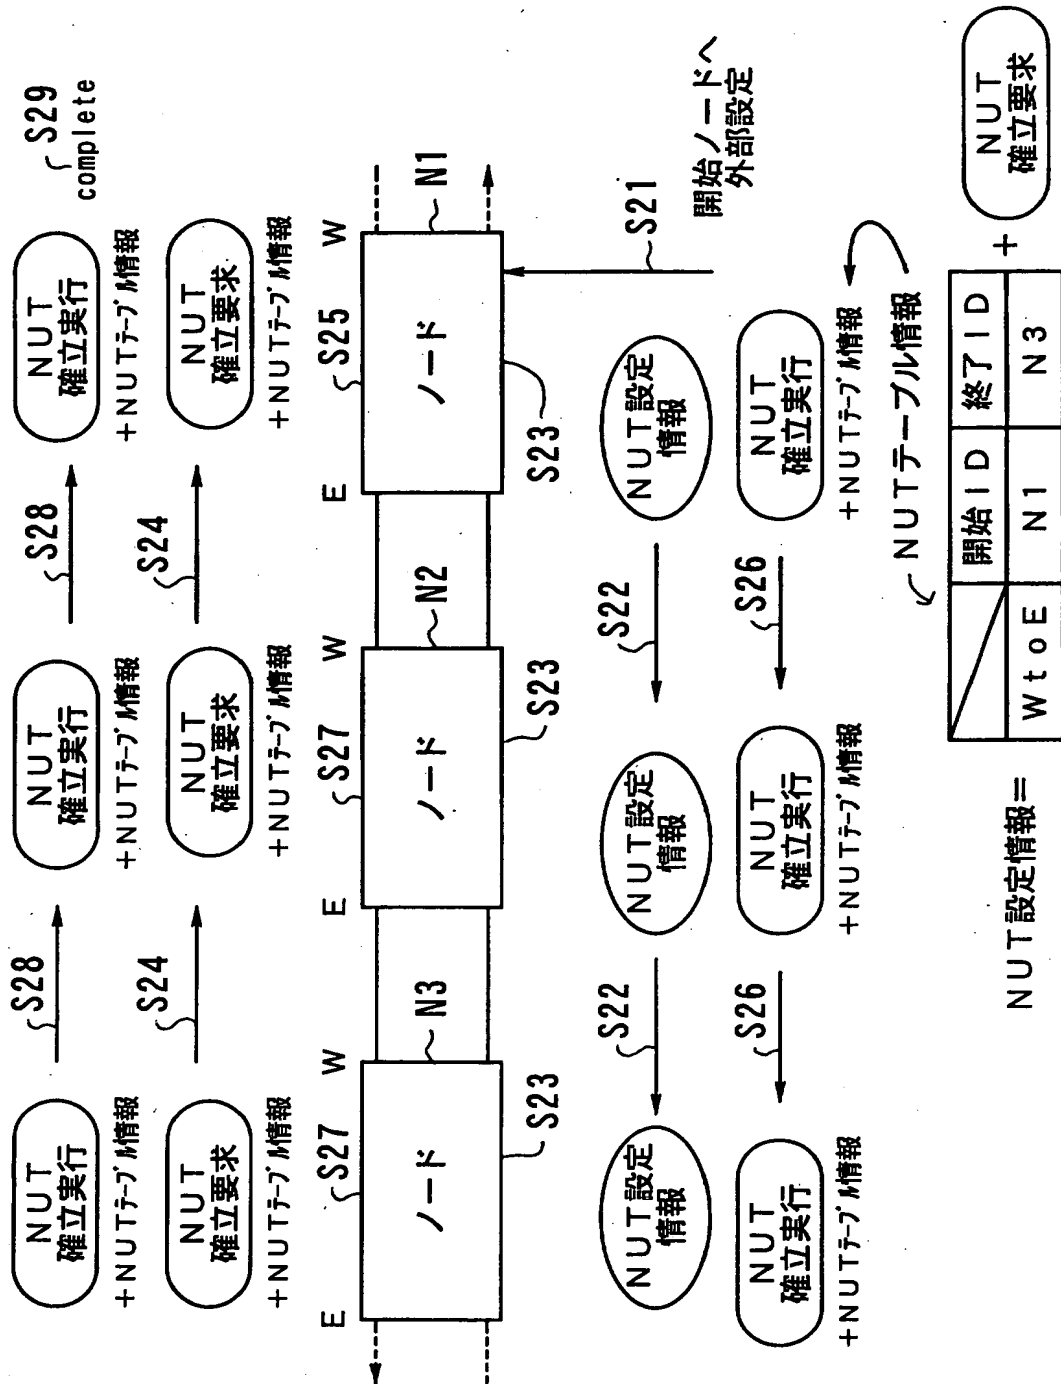 S29
complete
NUT
確立実行
+NUTテーブル情報
S28
NUT
確立実行
+NUTテーブル情報
S28
NUT
確立実行
+NUTテーブル情報
NUT
確立要求
+NUTテーブル情報
S24
NUT
確立要求
+NUTテーブル情報
S24
NUT
確立要求
+NUTテーブル情報
E
S27
W
N3
E
S27
W
N2
E
S25
W
N1
ノード
ノード
ノード
S23
S23
S23
S21
開始ノードへ
外部設定
NUT設定
情報
S22
NUT設定
情報
S22
NUT設定
情報
NUT
確立実行
+NUTテーブル情報
S26
NUT
確立実行
+NUTテーブル情報
S26
NUT
確立実行
+NUTテーブル情報
NUTテーブル情報
NUT設定情報=
開始ID
終了ID
WtoE
N1
N3
+
NUT
確立要求